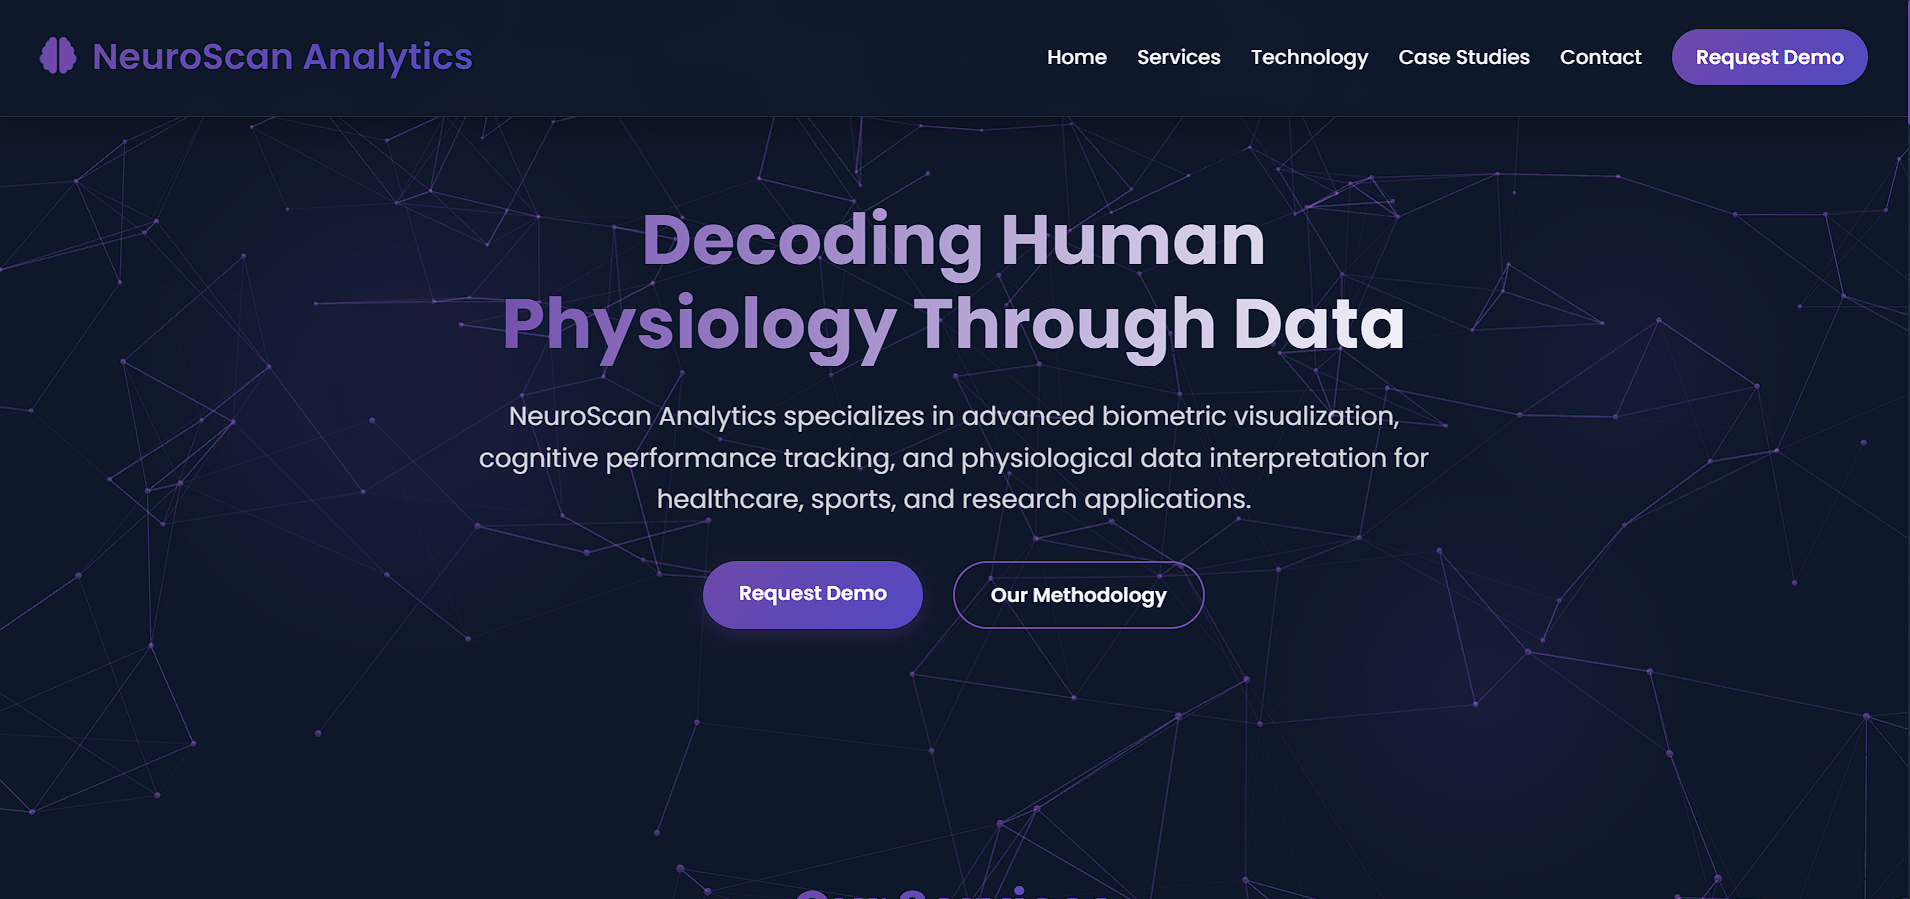 NeuroScan Analytics
Home
Services
Technology
Case Studies
Contact
Request Demo
Decoding Human
Physiology Through Data
NeuroScan Analytics specializes in advanced biometric visualization,
cognitive performance tracking, and physiological data interpretation for
healthcare, sports, and research applications.
Request Demo
Our Methodology